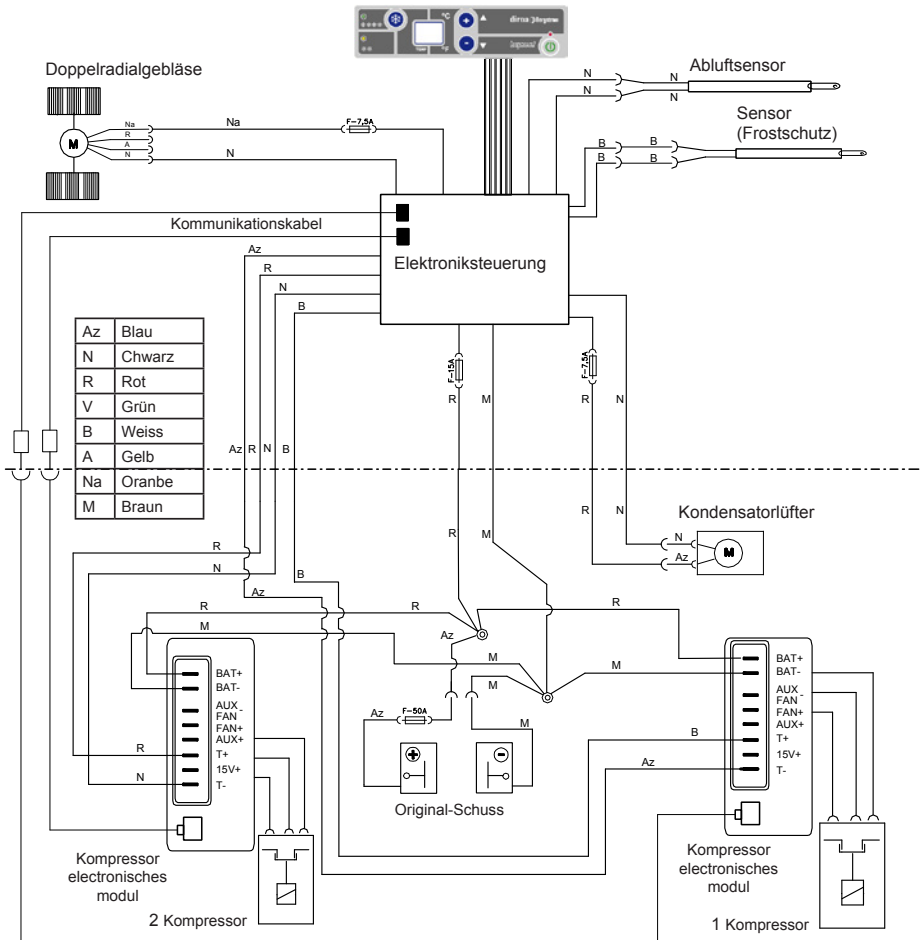 °C
°F
dirna Bergstrom
bycool
Doppelradialgebläse
M
Na
R
A
N
Na
F-7,5A
N
N
N
N
N
Abluftsensor
Sensor
(Frostschutz)
B
B
B
B
Kommunikationskabel
Elektroniksteuerung
Az
R
N
B
Az Blau
N Chwarz
R Rot
V Grün
B Weiss
A Gelb
Na Oranbe
M Braun
F-15A
F-7,5A
R
M
R
N
Az
R
N
B
R
M
R
N
Kondensatorlüfter
N
Az
M
R
N
B
Az
R
R
R
M
Az
M
M
M
Az
F-50A
M
+
-
Original-Schuss
BAT+
BAT-
AUX
FAN -
FAN+
AUX+
T+
15V+
T-
R
N
Kompressor
electronisches
modul
2 Kompressor
BAT+
BAT-
AUX
FAN -
FAN+
AUX+
T+
15V+
T-
B
Az
Kompressor
electronisches
modul
1 Kompressor